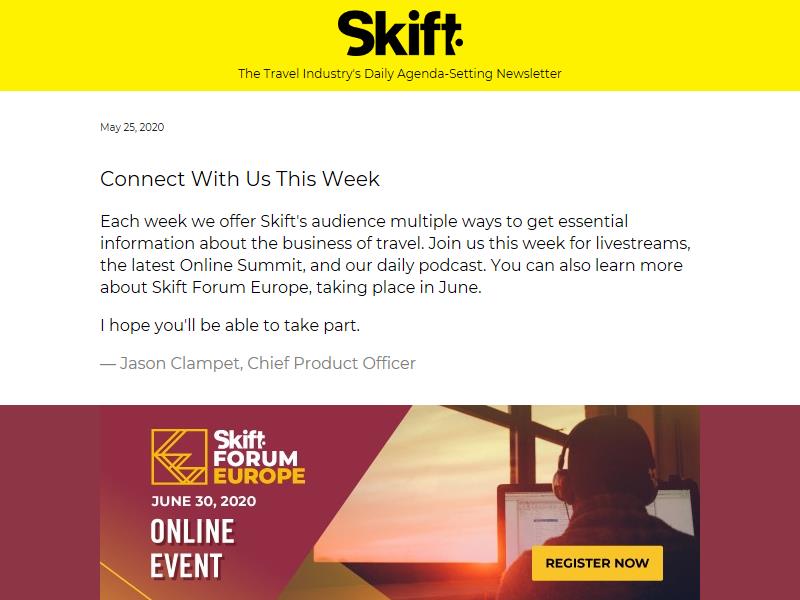 Skift
The Travel Industry's Daily Agenda-Setting Newsletter
May 25, 2020
Connect With Us This Week
Each week we offer Skift's audience multiple ways to get essential
information about the business of travel. Join us this week for livestreams,
the latest Online Summit, and our daily podcast. You can also learn more
about Skift Forum Europe, taking place in June.
I hope you'll be able to take part.
— Jason Clampet, Chief Product Officer
Skift
FORUM
EUROPE
JUNE 30, 2020
ONLINE
EVENT
REGISTER NOW